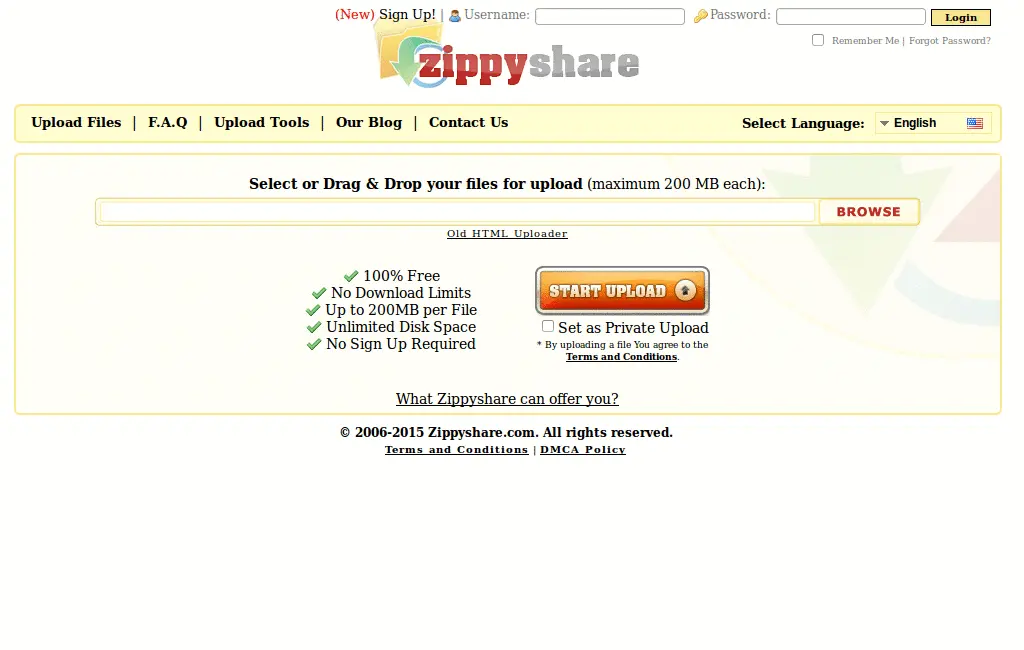 (New) Sign Up! | Username: Password: Login
Remember Me | Forgot Password?
zippyshare
Upload Files | F.A.Q | Upload Tools | Our Blog | Contact Us Select Language: English
Select or Drag & Drop your files for upload (maximum 200 MB each):
BROWSE
Old HTML Uploader
100% Free
No Download Limits
Up to 200MB per File
Unlimited Disk Space
No Sign Up Required
START UPLOAD
Set as Private Upload
* By uploading a file You agree to the
Terms and Conditions.
What Zippyshare can offer you?
© 2006-2015 Zippyshare.com. All rights reserved.
Terms and Conditions | DMCA Policy